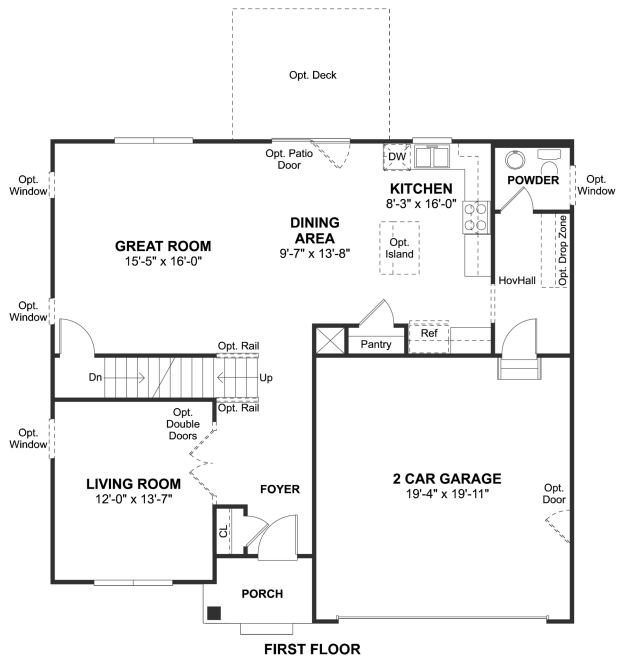 Opt. Deck
Opt. Patio
Door
DW
Opt.
Window
POWDER
Opt.
Window
KITCHEN
8'-3" x 16'-0"
DINING
AREA
9'-7" x 13'-8"
GREAT ROOM
15'-5" x 16'-0"
Opt.
Island
Opt. Drop Zone
HovHall
Opt.
Window
Ref
Pantry
Opt. Rail
Dn
Up
Opt. Rail
Opt.
Double
Doors
Opt.
Window
LIVING ROOM
12'-0" x 13'-7"
FOYER
2 CAR GARAGE
19'-4" x 19'-11"
Opt.
Door
CL
PORCH
FIRST FLOOR